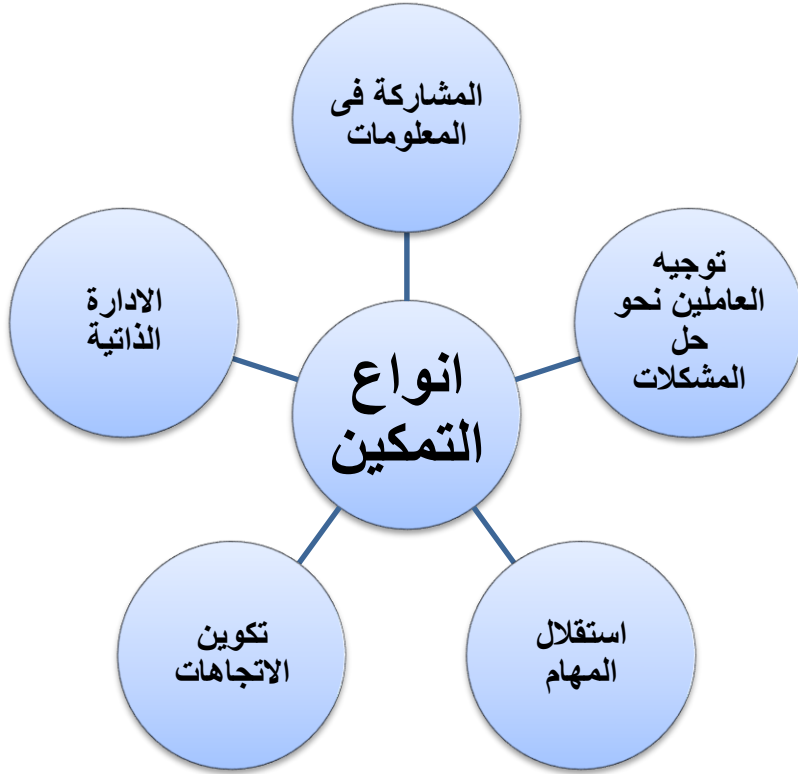 المشاركة فى
المعلومات
توجيه
العاملين نحو
حل
المشكلات
استقلال
المهام
تكوين
الاتجاهات
الادارة
الذاتية
انواع
التمكين